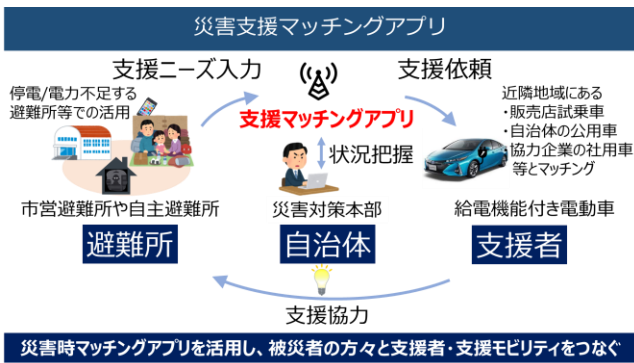 災害支援マッチングアプリ
支援ニーズ入力
支援依頼
停電/電力不足する
避難所等での活用
支援マッチングアプリ
近隣地域にある
・販売店試乗車
・自治体の公用車
・協力企業の社用車
等とマッチング
状況把握
市営避難所や自主避難所
災害対策本部
給電機能付き電動車
避難所
自治体
支援者
支援協力
災害時マッチングアプリを活用し、被災者の方々と支援者・支援モビリティをつなぐ